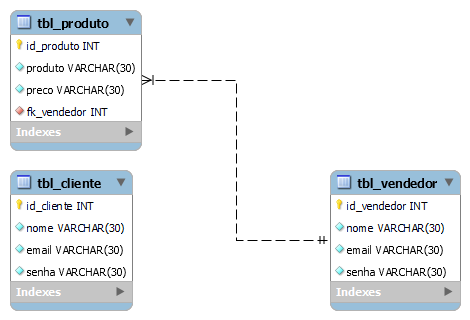 tbl_produto
id_produto INT
produto VARCHAR(30)
preco VARCHAR(30)
fk_vendedor INT
Indexes
tbl_cliente
id_cliente INT
nome VARCHAR(30)
email VARCHAR(30)
senha VARCHAR(30)
Indexes
tbl_vendedor
id_vendedor INT
nome VARCHAR(30)
email VARCHAR(30)
senha VARCHAR(30)
Indexes